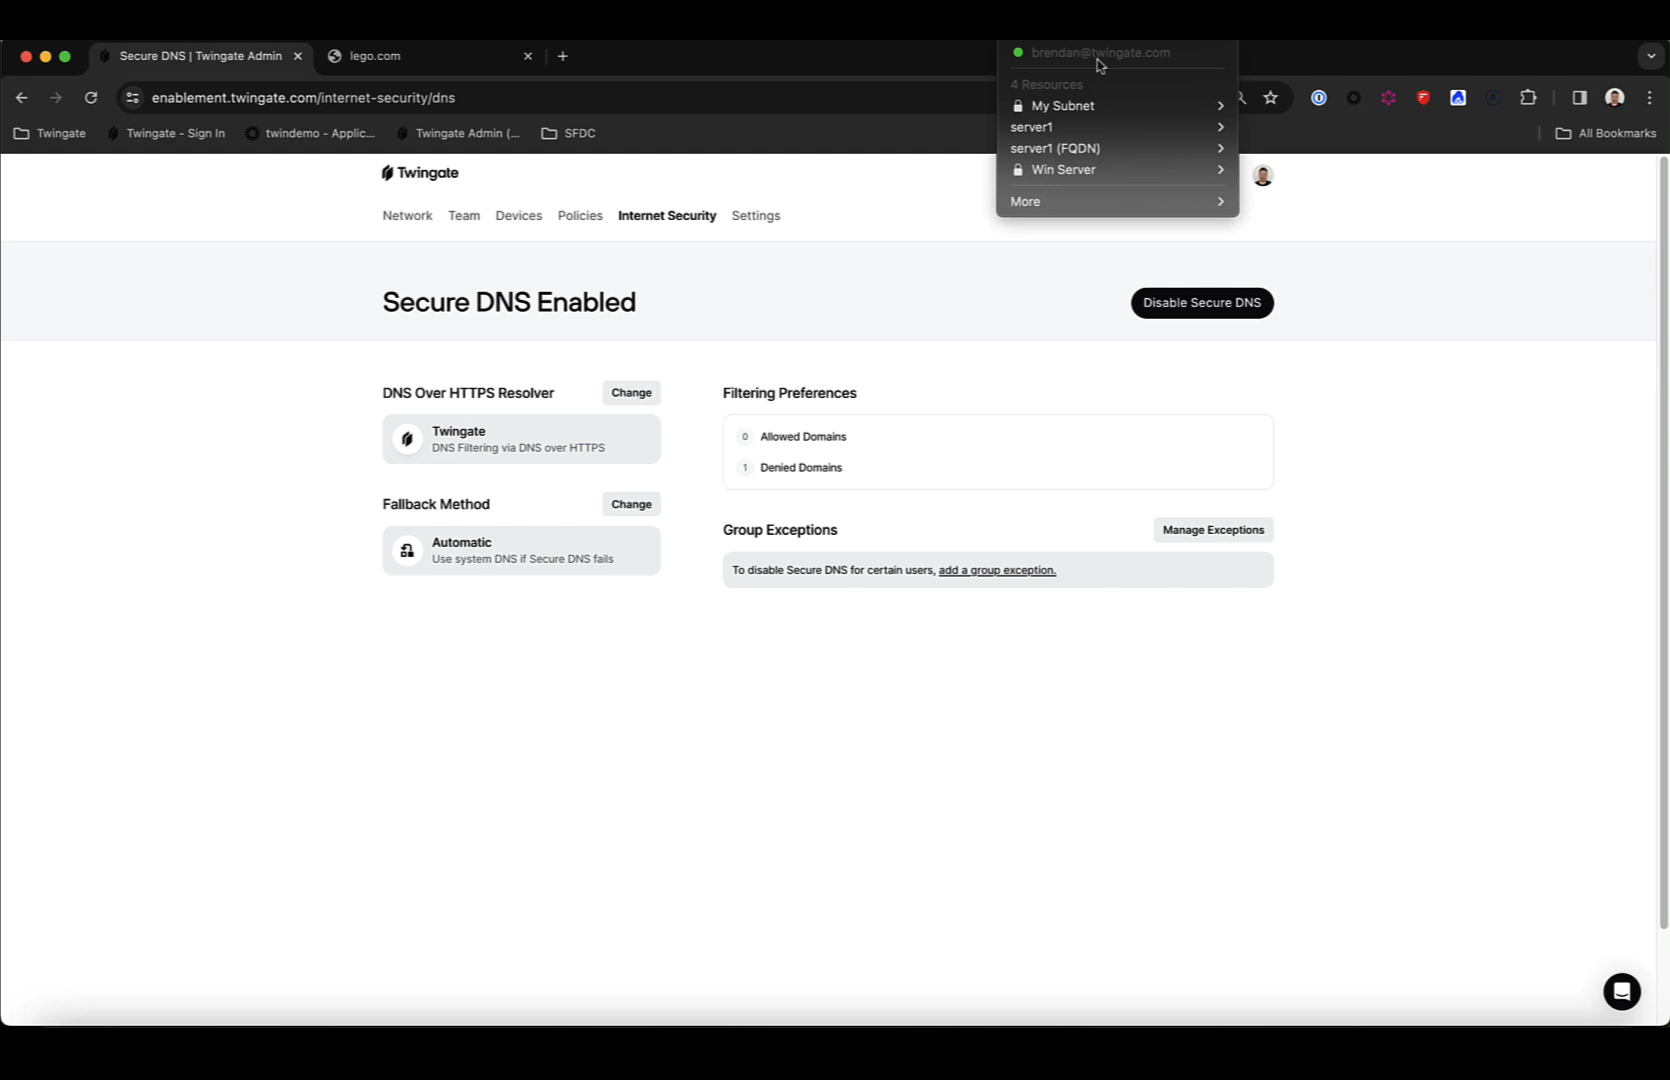 Secure DNS | Twingate Admin
lego.com
brendan@twingate.com
enablement.twingate.com/internet-security/dns
4 Resources
My Subnet
server1
server1 (FQDN)
Win Server
More
Twingate
Twingate - Sign In
twindemo - Applic...
Twingate Admin (...
SFDC
All Bookmarks
Twingate
Network
Team
Devices
Policies
Internet Security
Settings
Secure DNS Enabled
Disable Secure DNS
DNS Over HTTPS Resolver
Change
Twingate
DNS Filtering via DNS over HTTPS
Fallback Method
Change
Automatic
Use system DNS if Secure DNS fails
Filtering Preferences
0 Allowed Domains
1 Denied Domains
Group Exceptions
Manage Exceptions
To disable Secure DNS for certain users, add a group exception.